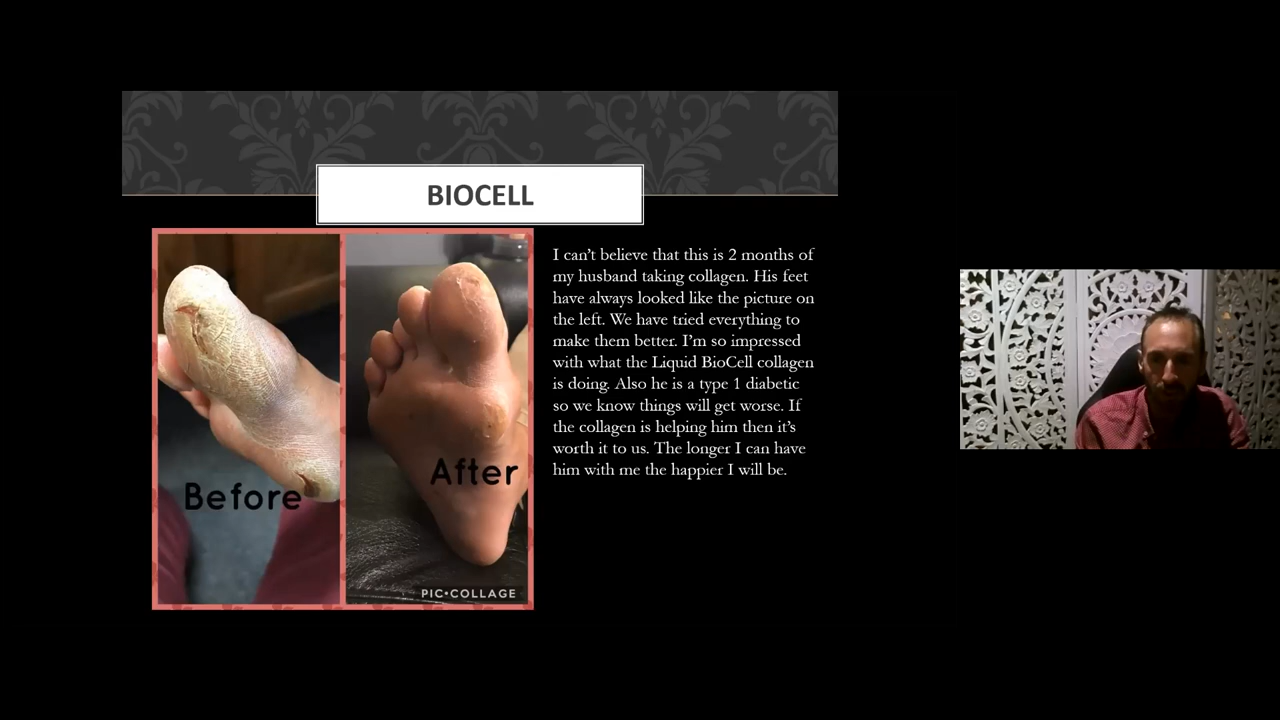 BIOCELL
Before
After
PIC•COLLAGE
I can't believe that this is 2 months of
my husband taking collagen. His feet
have always looked like the picture on
the left. We have tried everything to
make them better. I'm so impressed
with what the Liquid BioCell collagen
is doing. Also he is a type 1 diabetic
so we know things will get worse. If
the collagen is helping him then it's
worth it to us. The longer I can have
him with me the happier I will be.